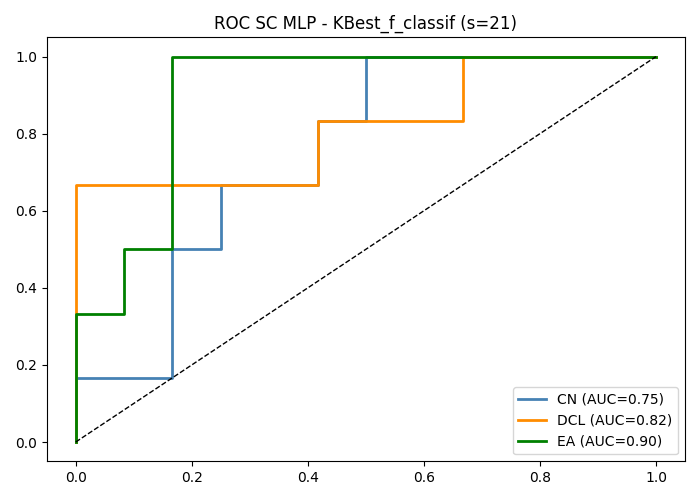 ROC SC MLP - KBest_f_classif (s=21)
1.0
0.8
0.6
0.4
0.2
0.0
0.0 0.2 0.4 0.6 0.8 1.0
CN (AUC=0.75)
DCL (AUC=0.82)
EA (AUC=0.90)